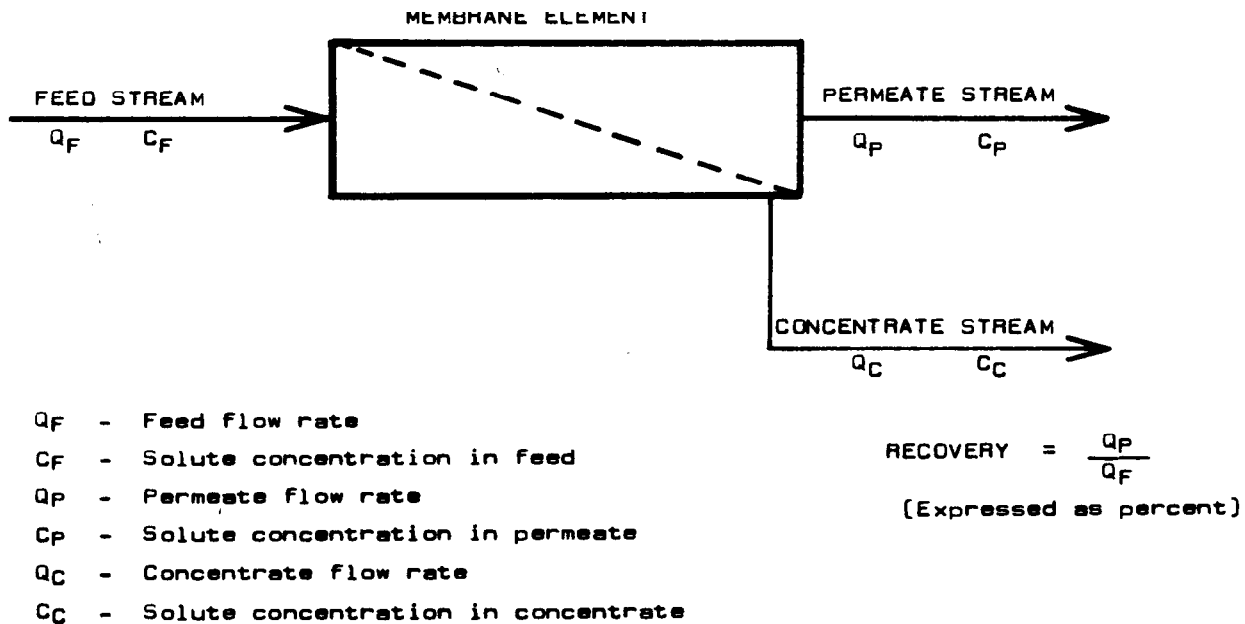 MEMBRANE ELEMENT
FEED STREAM
QF CF
PERMEATE STREAM
QP CP
CONCENTRATE STREAM
QC CC
QF - Feed flow rate
CF - Solute concentration in feed
QP - Permeate flow rate
CP - Solute concentration in permeate
QC - Concentrate flow rate
CC - Solute concentration in concentrate
RECOVERY = QP
QF
(Expressed as percent)